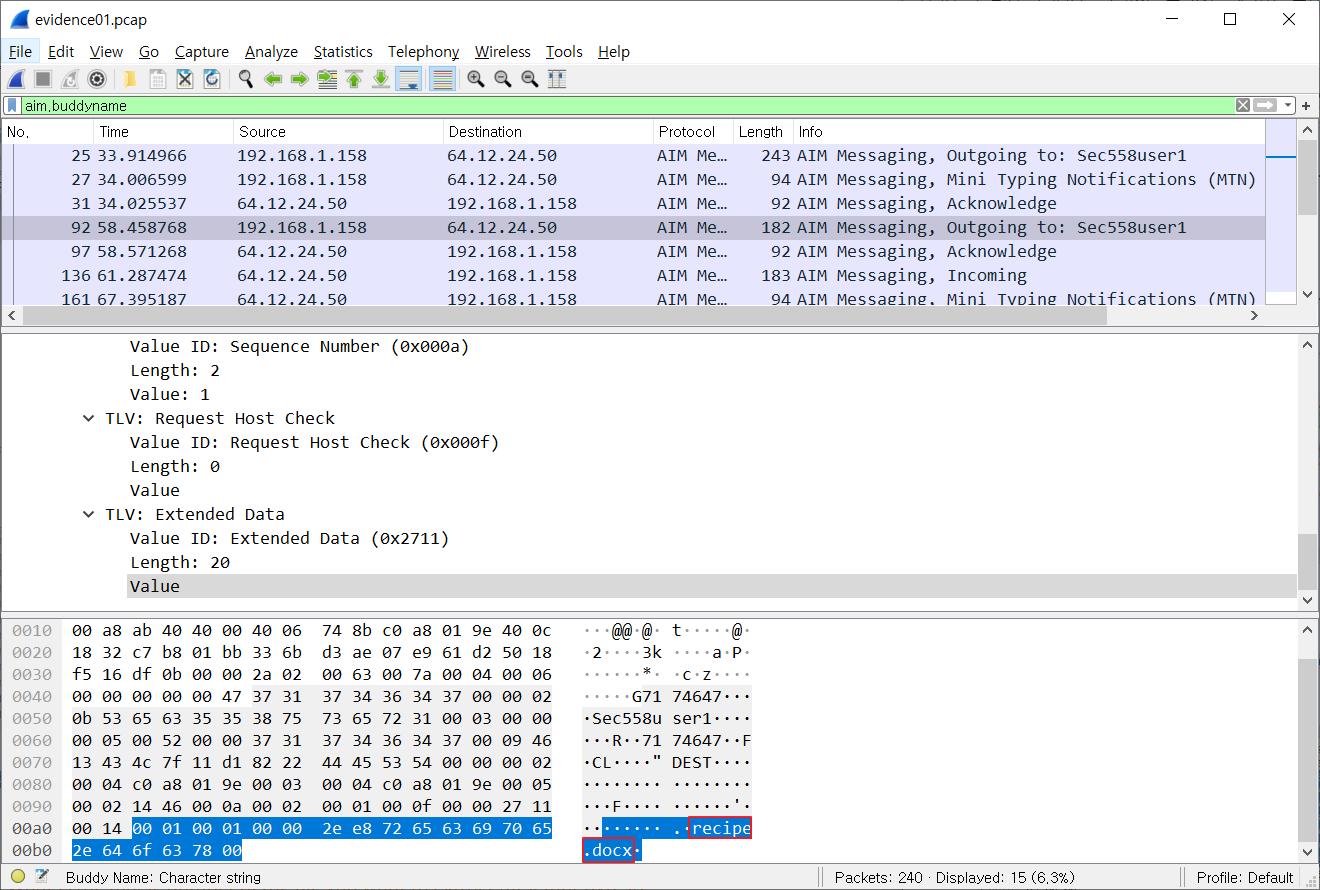 evidence01.pcap
File Edit View Go Capture Analyze Statistics Telephony Wireless Tools Help
aim.buddyname
No. Time Source Destination Protocol Length Info
25 33.914966 192.168.1.158 64.12.24.50 AIM Me… 243 AIM Messaging, Outgoing to: Sec558user1
27 34.006599 192.168.1.158 64.12.24.50 AIM Me… 94 AIM Messaging, Mini Typing Notifications (MTN)
31 34.025537 64.12.24.50 192.168.1.158 AIM Me… 92 AIM Messaging, Acknowledge
92 58.458768 192.168.1.158 64.12.24.50 AIM Me… 182 AIM Messaging, Outgoing to: Sec558user1
97 58.571268 64.12.24.50 192.168.1.158 AIM Me… 92 AIM Messaging, Acknowledge
136 61.287474 64.12.24.50 192.168.1.158 AIM Me… 183 AIM Messaging, Incoming
161 67.395187 64.12.24.50 192.168.1.158 AIM Me… 94 AIM Messaging, Mini Typing Notifications (MTN)
Value ID: Sequence Number (0x000a)
Length: 2
Value: 1
TLV: Request Host Check
Value ID: Request Host Check (0x000f)
Length: 0
Value
TLV: Extended Data
Value ID: Extended Data (0x2711)
Length: 20
Value
0010 00 a8 ab 40 40 00 40 06 74 8b c0 a8 01 9e 40 0c ···@@·@· t·····@·
0020 18 32 c7 b8 01 bb 33 6b d3 ae 07 e9 61 d2 50 18 ·2····3k ····a·P·
0030 f5 16 df 0b 00 00 2a 02 00 63 00 7a 00 04 00 06 ······*· ·c·z····
0040 00 00 00 00 00 47 37 31 37 34 36 34 37 00 00 02 ·····G71 74647···
0050 0b 53 65 63 35 35 38 75 73 65 72 31 00 03 00 00 ·Sec558u ser1····
0060 00 05 00 52 00 00 37 31 37 34 36 34 37 00 09 46 ···R··71 74647··F
0070 13 43 4c 7f 11 d1 82 22 44 45 53 54 00 00 00 02 ·CL····" DEST····
0080 00 04 c0 a8 01 9e 00 03 00 04 c0 a8 01 9e 00 05 ········ ········
0090 00 02 14 46 00 0a 00 02 00 01 00 0f 00 00 27 11 ···F···· ······'·
00a0 00 14 00 01 00 01 00 00 2e e8 72 65 63 69 70 65 ········ .·recipe
00b0 2e 64 6f 63 78 00 .docx·
Buddy Name: Character string
Packets: 240 · Displayed: 15 (6.3%)
Profile: Default